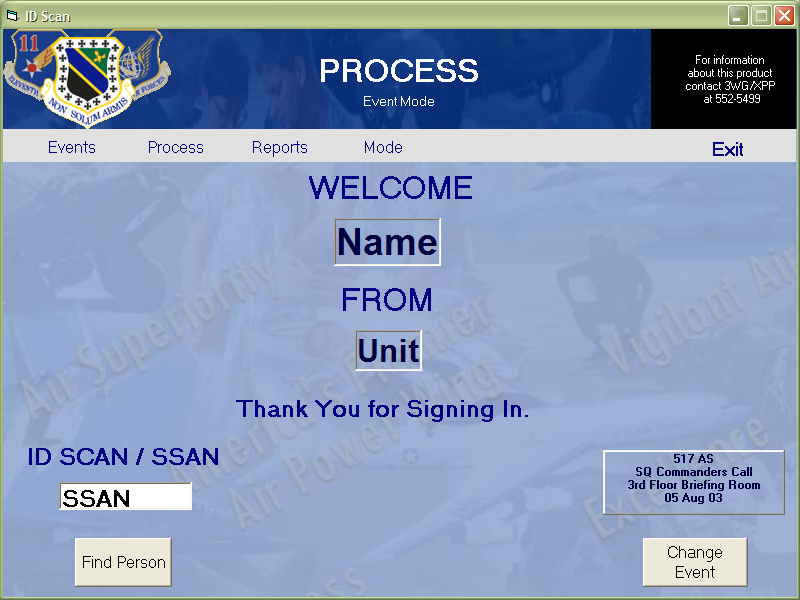 ID Scan
11
ELEVENTH AIR FORCES
NON SOLUM ARMIS
PROCESS
Event Mode
For information
about this product
contact 3WG/XPP
at 552-5499
Events Process Reports Mode Exit
WELCOME
Name
FROM
Unit
Thank You for Signing In.
ID SCAN / SSAN
SSAN
Find Person
517 AS
SQ Commanders Call
3rd Floor Briefing Room
05 Aug 03
Change
Event
Air Superiority
America's Premier
Air Power Wing
Vigilant Air
Excellence